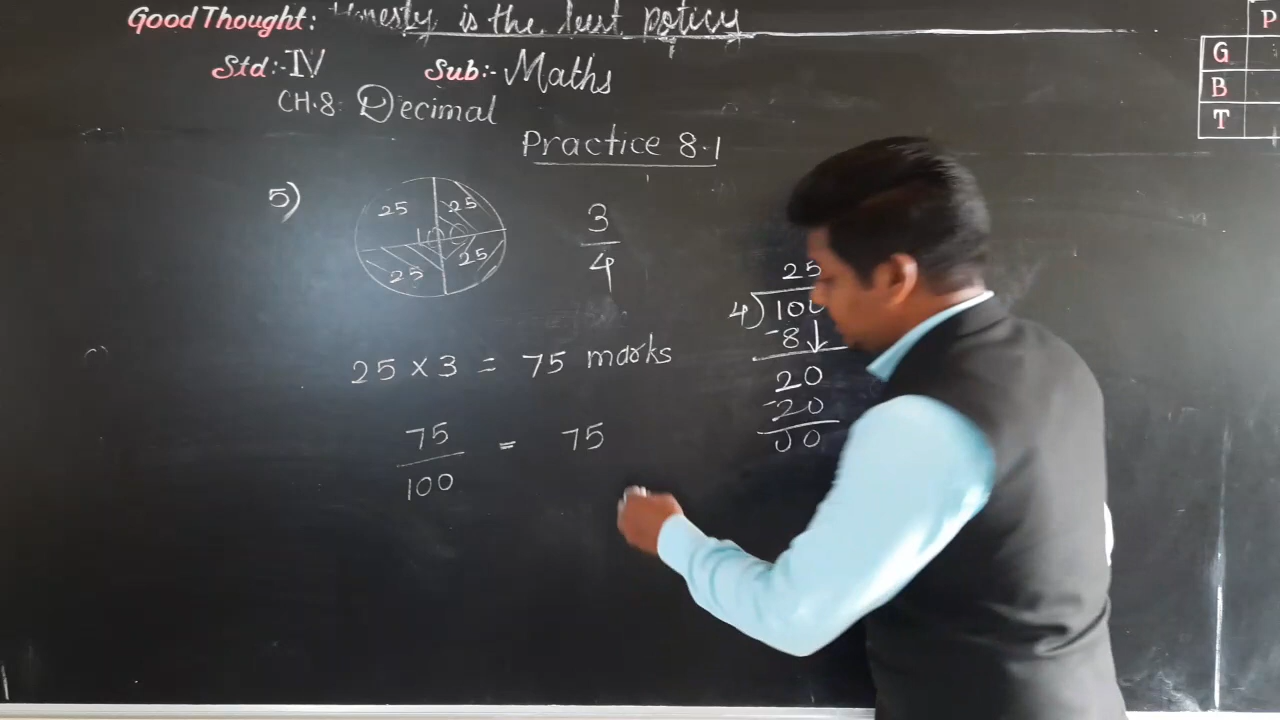 Good Thought: Honesty is the best policy
Std:- IV Sub:- Maths
CH.8: Decimal
Practice 8.1
P
G
B
T
5)
25 25
100
25 25
3
4
25
4) 100
-8↓
20
-20
00
25 × 3 = 75 marks
75
100
= 75